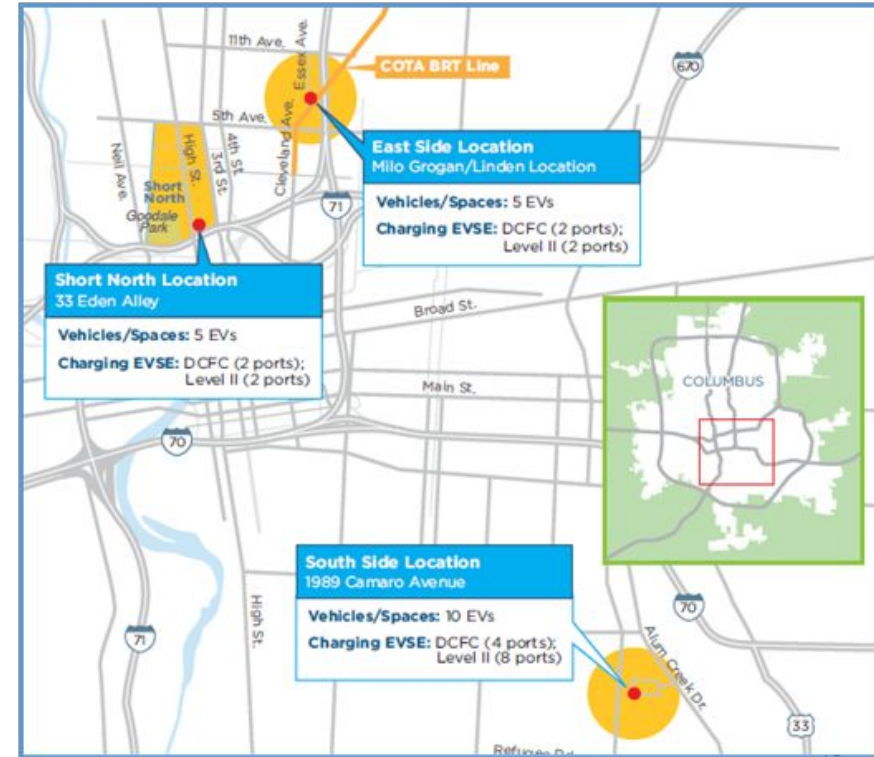 11th Ave.
Essex Ave.
COTA BRT Line
670
5th Ave.
Cleveland Ave.
4th St.
3rd St.
High St.
Neil Ave.
Short
North
Goodale
Park
71
East Side Location
Milo Grogan/Linden Location
Vehicles/Spaces: 5 EVs
Charging EVSE: DCFC (2 ports);
Level II (2 ports)
Short North Location
33 Eden Alley
Vehicles/Spaces: 5 EVs
Charging EVSE: DCFC (2 ports);
Level II (2 ports)
Broad St.
Main St.
COLUMBUS
70
South Side Location
1989 Camaro Avenue
Vehicles/Spaces: 10 EVs
Charging EVSE: DCFC (4 ports);
Level II (8 ports)
High St.
71
70
Alum Creek Dr.
33